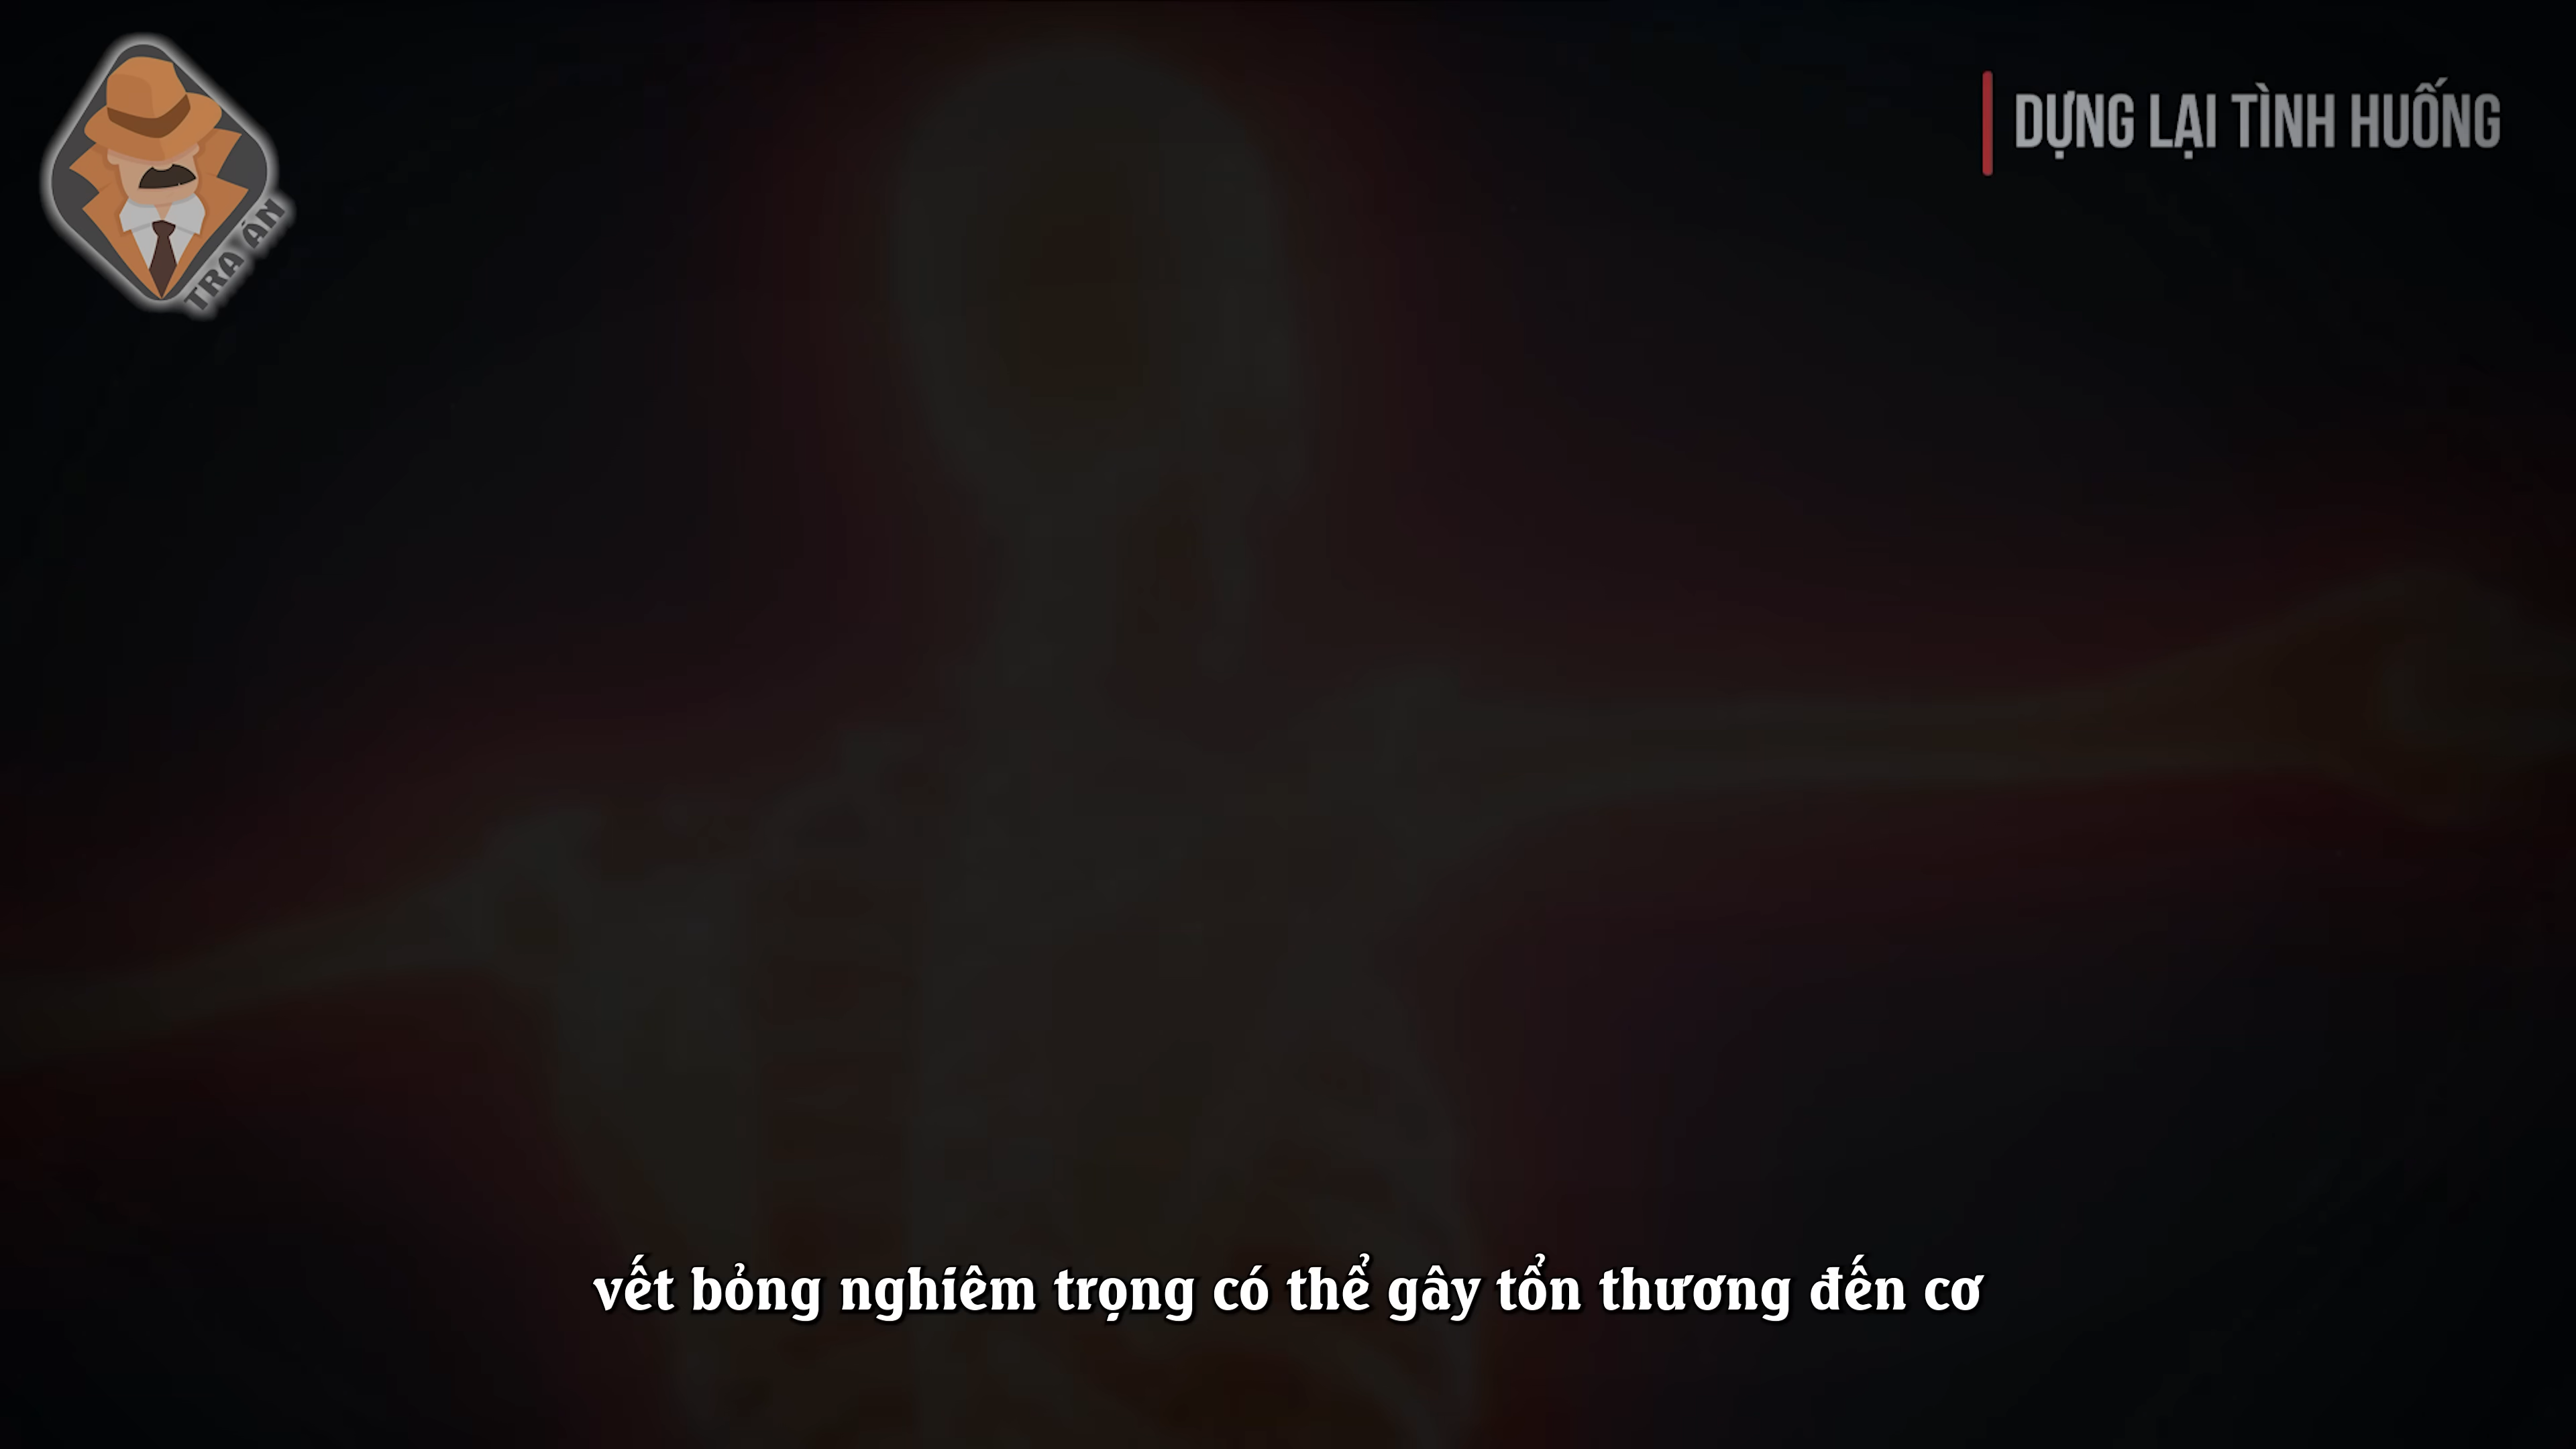 TRA ÁN
DỰNG LẠI TÌNH HUỐNG
vết bỏng nghiêm trọng có thể gây tổn thương đến cơ